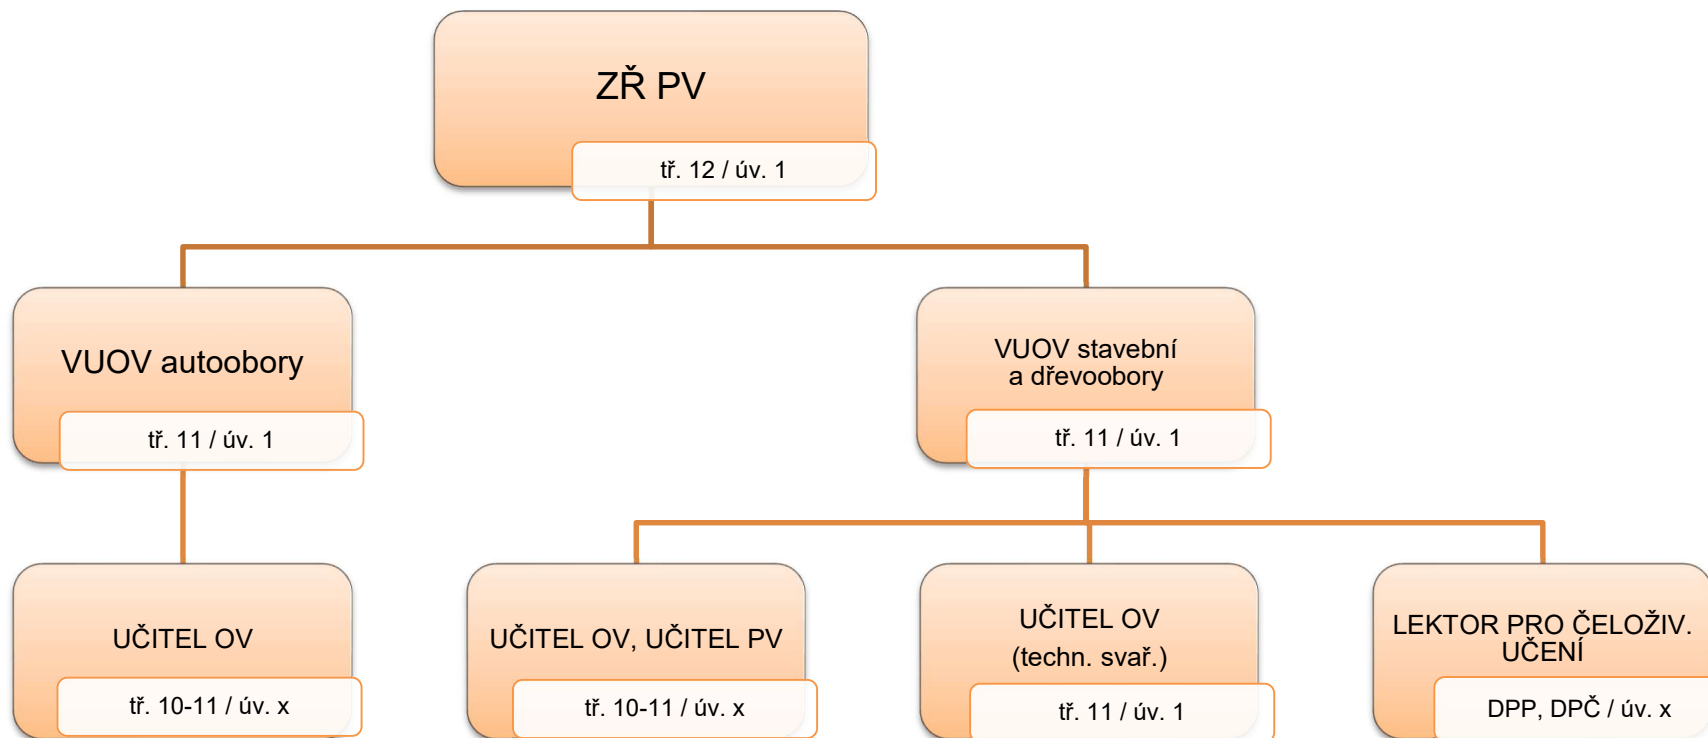 ZŘ PV
tř. 12 / úv. 1
VUOV autoobory
tř. 11 / úv. 1
VUOV stavební
a dřevoobory
tř. 11 / úv. 1
UČITEL OV
tř. 10-11 / úv. x
UČITEL OV, UČITEL PV
tř. 10-11 / úv. x
UČITEL OV
(techn. svař.)
tř. 11 / úv. 1
LEKTOR PRO ČELOŽIV.
UČENÍ
DPP, DPČ / úv. x